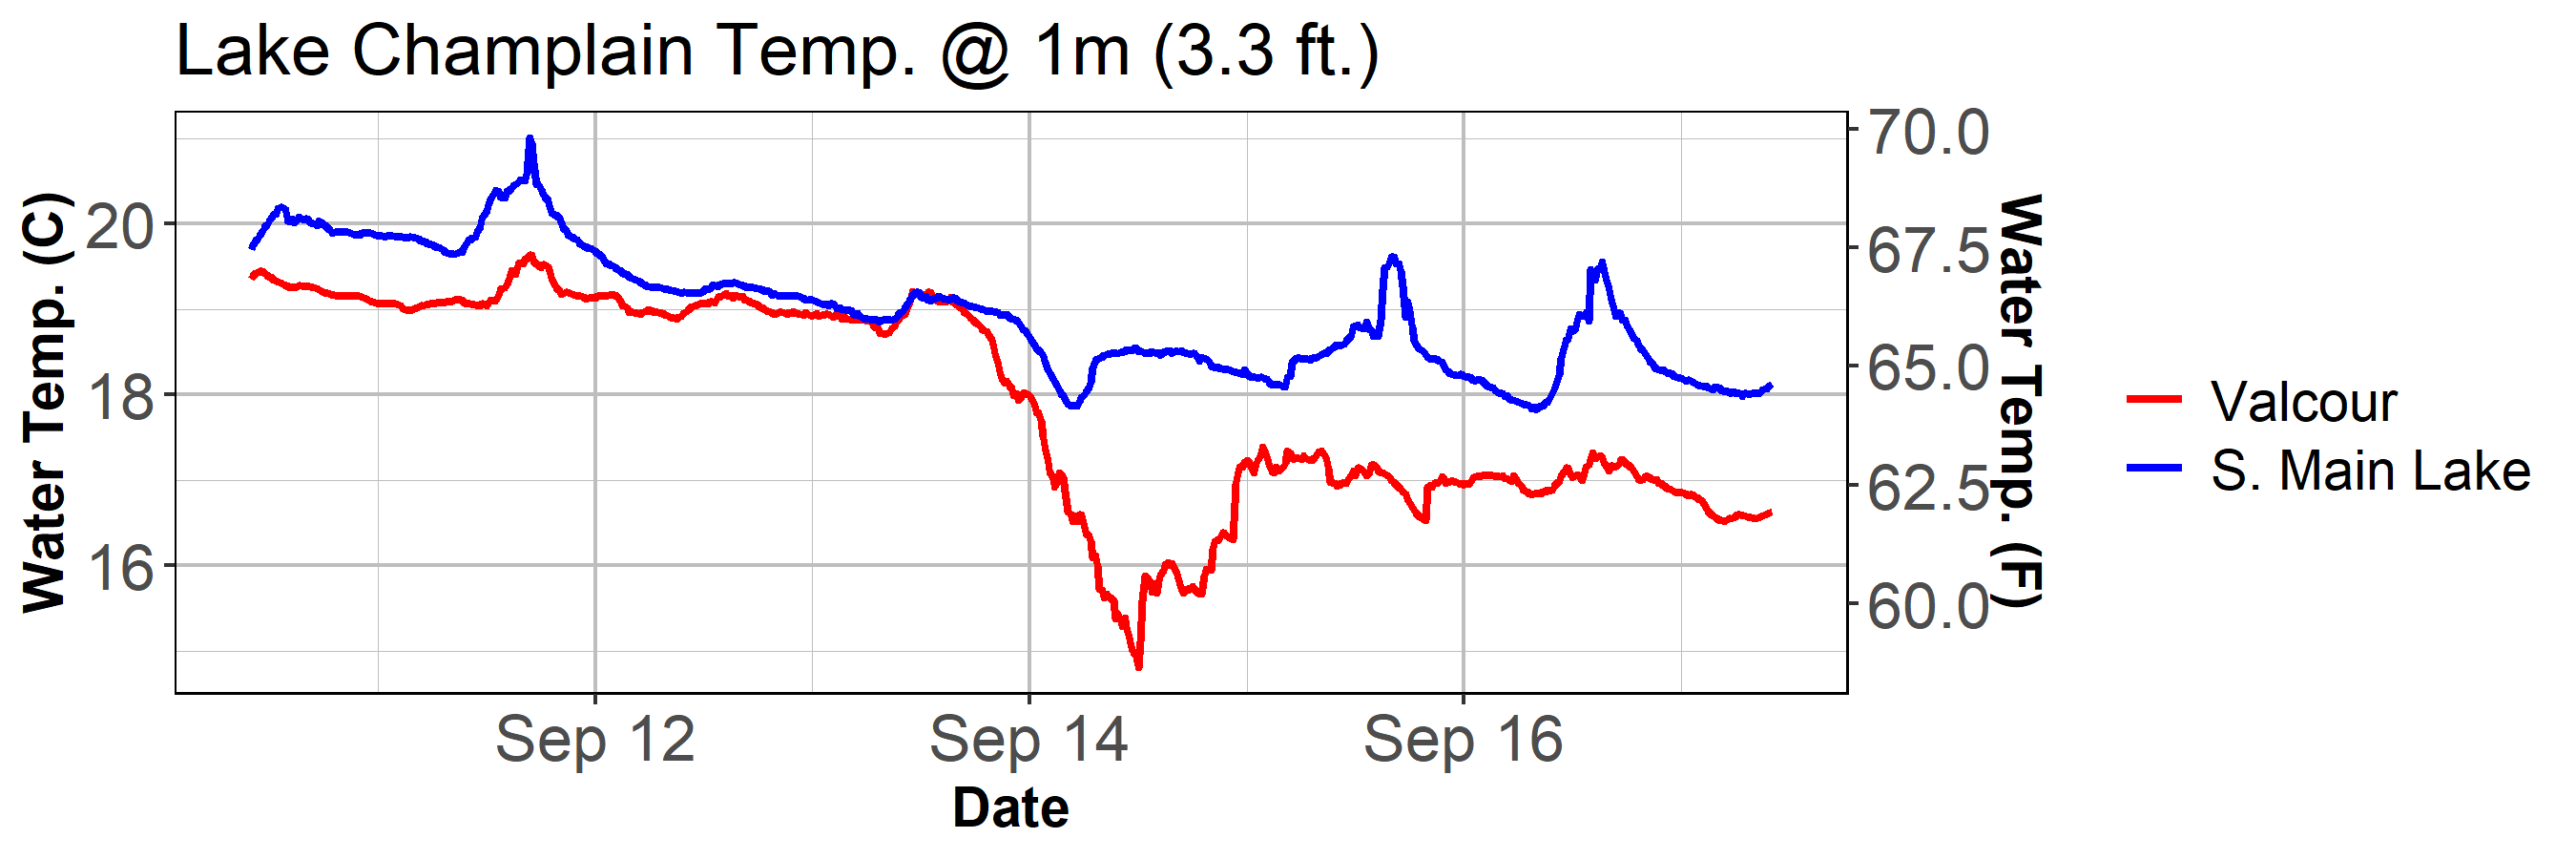 Lake Champlain Temp. @ 1m (3.3 ft.)
Water Temp. (C)
20
18
16
70.0
67.5
65.0
62.5
60.0
Water Temp. (F)
Valcour
S. Main Lake
Sep 12
Sep 14
Sep 16
Date